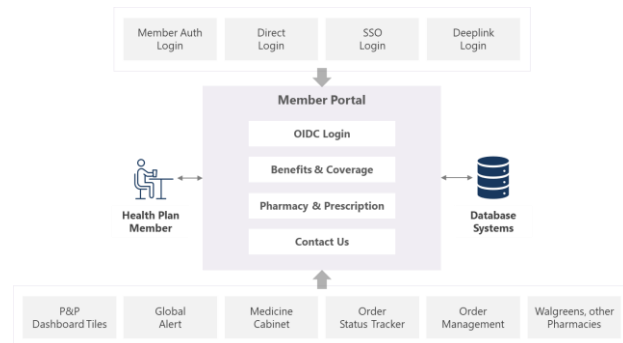 Member Auth
Login
Direct
Login
SSO
Login
Deeplink
Login
Member Portal
OIDC Login
Benefits & Coverage
Pharmacy & Prescription
Contact Us
Health Plan
Member
Database
Systems
P&P
Dashboard Tiles
Global
Alert
Medicine
Cabinet
Order
Status Tracker
Order
Management
Walgreens, other
Pharmacies